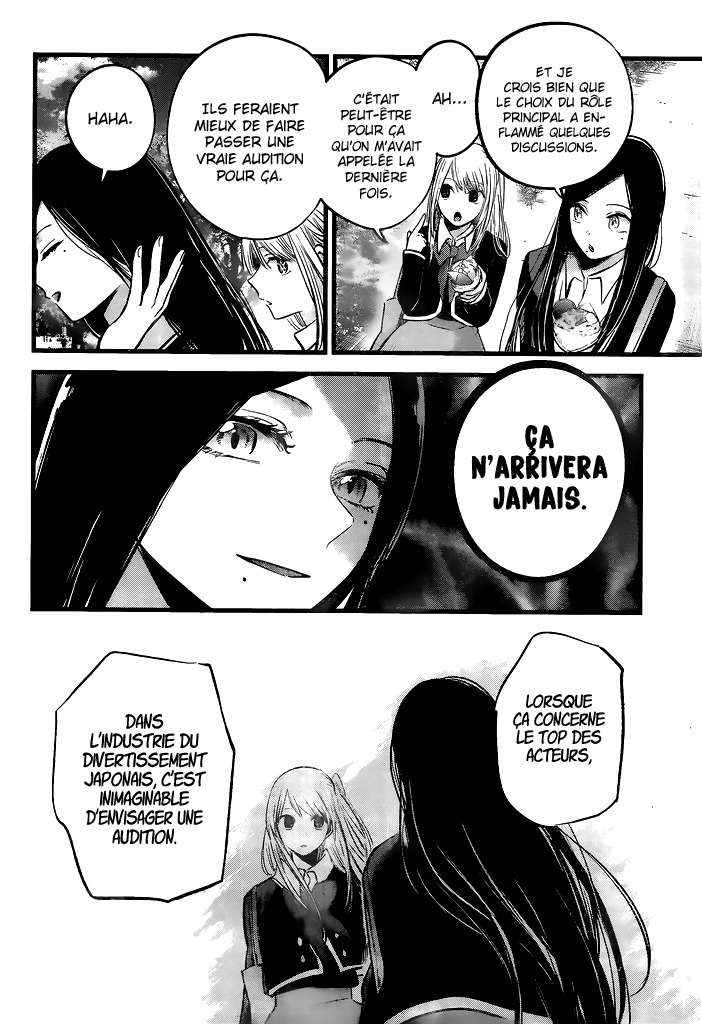 ET JE
CROIS BIEN QUE
LE CHOIX DU RÔLE
PRINCIPAL A EN-
FLAMMÉ QUELQUES
DISCUSSIONS.
AH...
C'ÉTAIT
PEUT-ÊTRE
POUR ÇA
QU'ON M'AVAIT
APPELÉE LA
DERNIÈRE
FOIS.
ILS FERAIENT
MIEUX DE FAIRE
PASSER UNE
VRAIE AUDITION
POUR ÇA.
HAHA.
ÇA
N'ARRIVERA
JAMAIS.
LORSQUE
ÇA CONCERNE
LE TOP DES
ACTEURS,
DANS
L'INDUSTRIE DU
DIVERTISSEMENT
JAPONAIS, C'EST
INIMAGINABLE
D'ENVISAGER UNE
AUDITION.